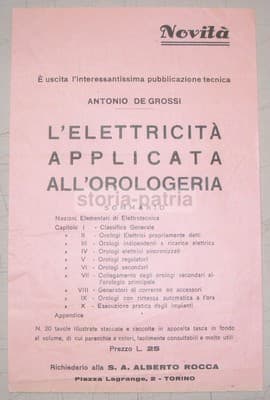 Novità
È uscita l'interessantissima pubblicazione tecnica
ANTONIO DE GROSSI
L'ELETTRICITÀ
APPLICATA
ALL'OROLOGERIA
storia-patria
SOMMARIO
Nozioni Elementari di Elettrotecnica
Capitolo I - Classifica Generale
» II - Orologi Elettrici propriamente detti
» III - Orologi indipendenti a ricarica elettrica
» IV - Orologi elettrici sincronizzati
» V - Orologi regolatori
» VI - Orologi secondari
» VII - Collegamento degli orologi secondari al-
l'orologio principale
» VIII - Generatori di corrente ed accessori
» IX - Orologi con rimessa automatica a l'ora
» X - Esecuzione pratica degli impianti
Appendice
N. 20 tavole illustrate staccate e raccolte in apposita tasca in fondo
al volume, di cui parecchie a colori, facilmente consultabili e molto utili
Prezzo L. 25
Richiederlo alla S. A. ALBERTO ROCCA
Piazza Lagrange, 2 - TORINO